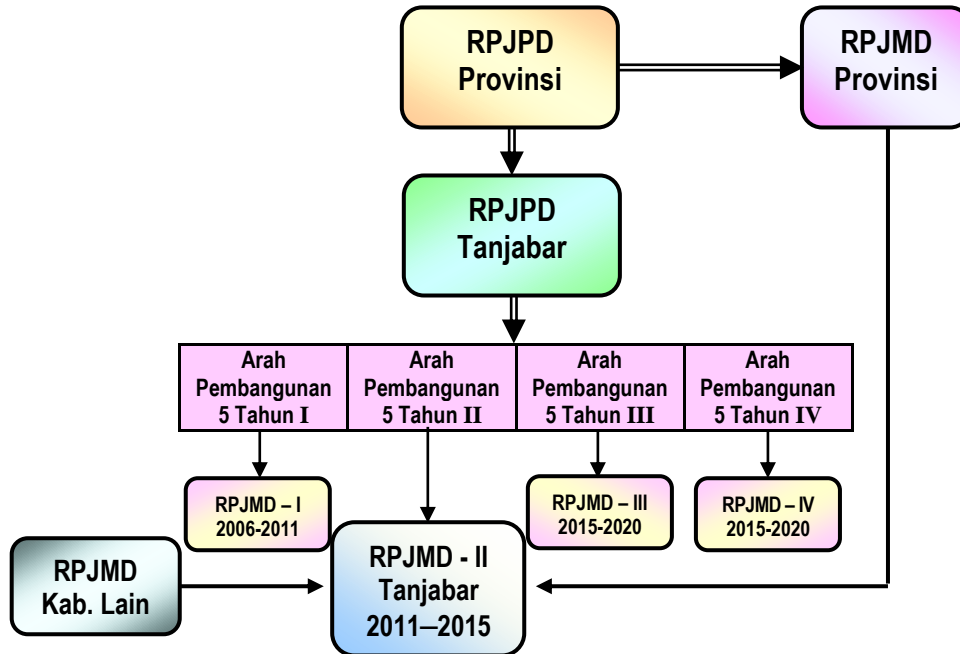 RPJPD
Provinsi
RPJMD
Provinsi
RPJPD
Tanjabar
Arah
Pembangunan
5 Tahun I
Arah
Pembangunan
5 Tahun II
Arah
Pembangunan
5 Tahun III
Arah
Pembangunan
5 Tahun IV
RPJMD – I
2006-2011
RPJMD – III
2015-2020
RPJMD – IV
2015-2020
RPJMD
Kab. Lain
RPJMD - II
Tanjabar
2011—2015